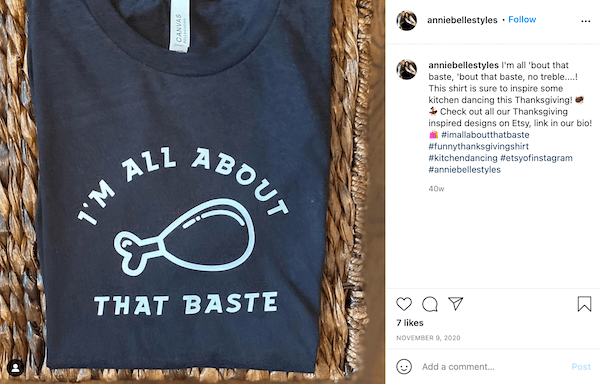 CANVAS
I'M ALL ABOUT
THAT BASTE
anniebellestyles • Follow
anniebellestyles I'm all 'bout that
baste, 'bout that baste, no treble....!
This shirt is sure to inspire some
kitchen dancing this Thanksgiving! 
Check out all our Thanksgiving
inspired designs on Etsy, link in our bio!
🛍 #imallaboutthatbaste
#funnythanksgivingshirt
#kitchendancing #etsyofinstagram
#anniebellestyles
40w
7 likes
NOVEMBER 9, 2020
Add a comment...
Post